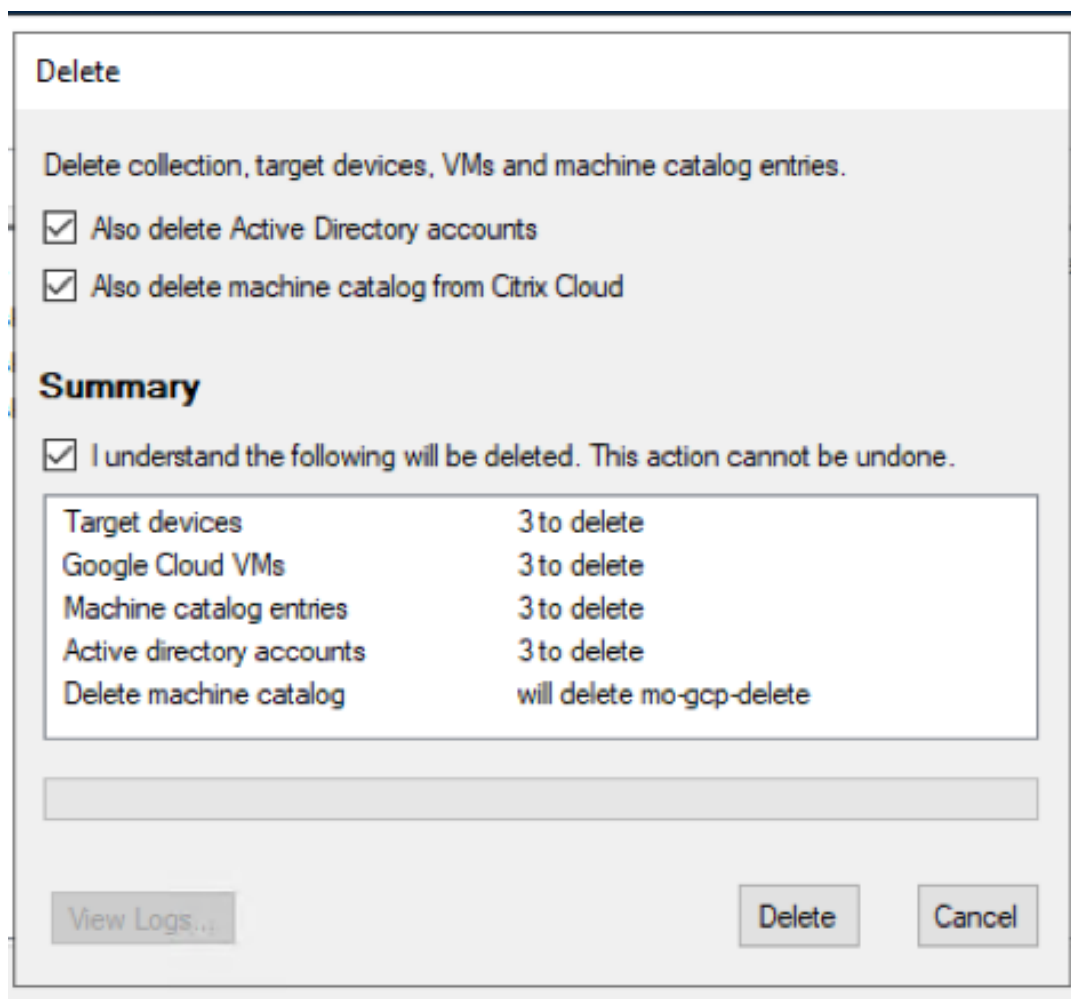 Delete
Delete collection, target devices, VMs and machine catalog entries.
Also delete Active Directory accounts
Also delete machine catalog from Citrix Cloud
Summary
I understand the following will be deleted. This action cannot be undone.
Target devices 3 to delete
Google Cloud VMs 3 to delete
Machine catalog entries 3 to delete
Active directory accounts 3 to delete
Delete machine catalog will delete mo-gcp-delete
View Logs... Delete Cancel